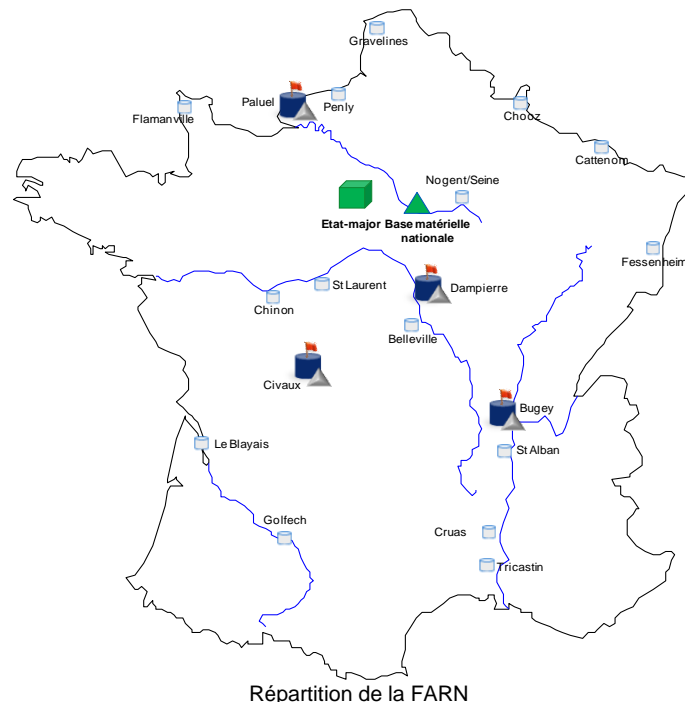 Gravelines
Paluel
Penly
Flamanville
Chooz
Cattenom
Nogent/Seine
Etat-major
Base matérielle
nationale
Fessenheim
St Laurent
Dampierre
Chinon
Belleville
Civaux
Bugey
Le Blayais
St Alban
Golfech
Cruas
Tricastin
Répartition de la FARN